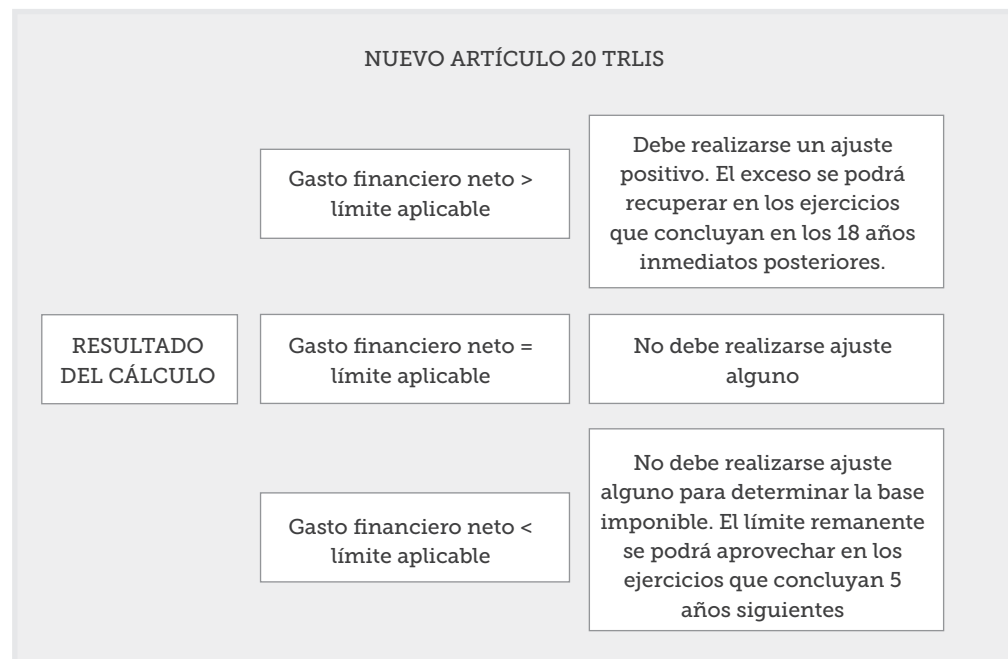 NUEVO ARTÍCULO 20 TRLIS
Gasto financiero neto >
límite aplicable
Debe realizarse un ajuste
positivo. El exceso se podrá
recuperar en los ejercicios
que concluyan en los 18 años
inmediatos posteriores.
RESULTADO
DEL CÁLCULO
Gasto financiero neto =
límite aplicable
No debe realizarse ajuste
alguno
Gasto financiero neto <
límite aplicable
No debe realizarse ajuste
alguno para determinar la base
imponible. El límite remanente
se podrá aprovechar en los
ejercicios que concluyan 5
años siguientes